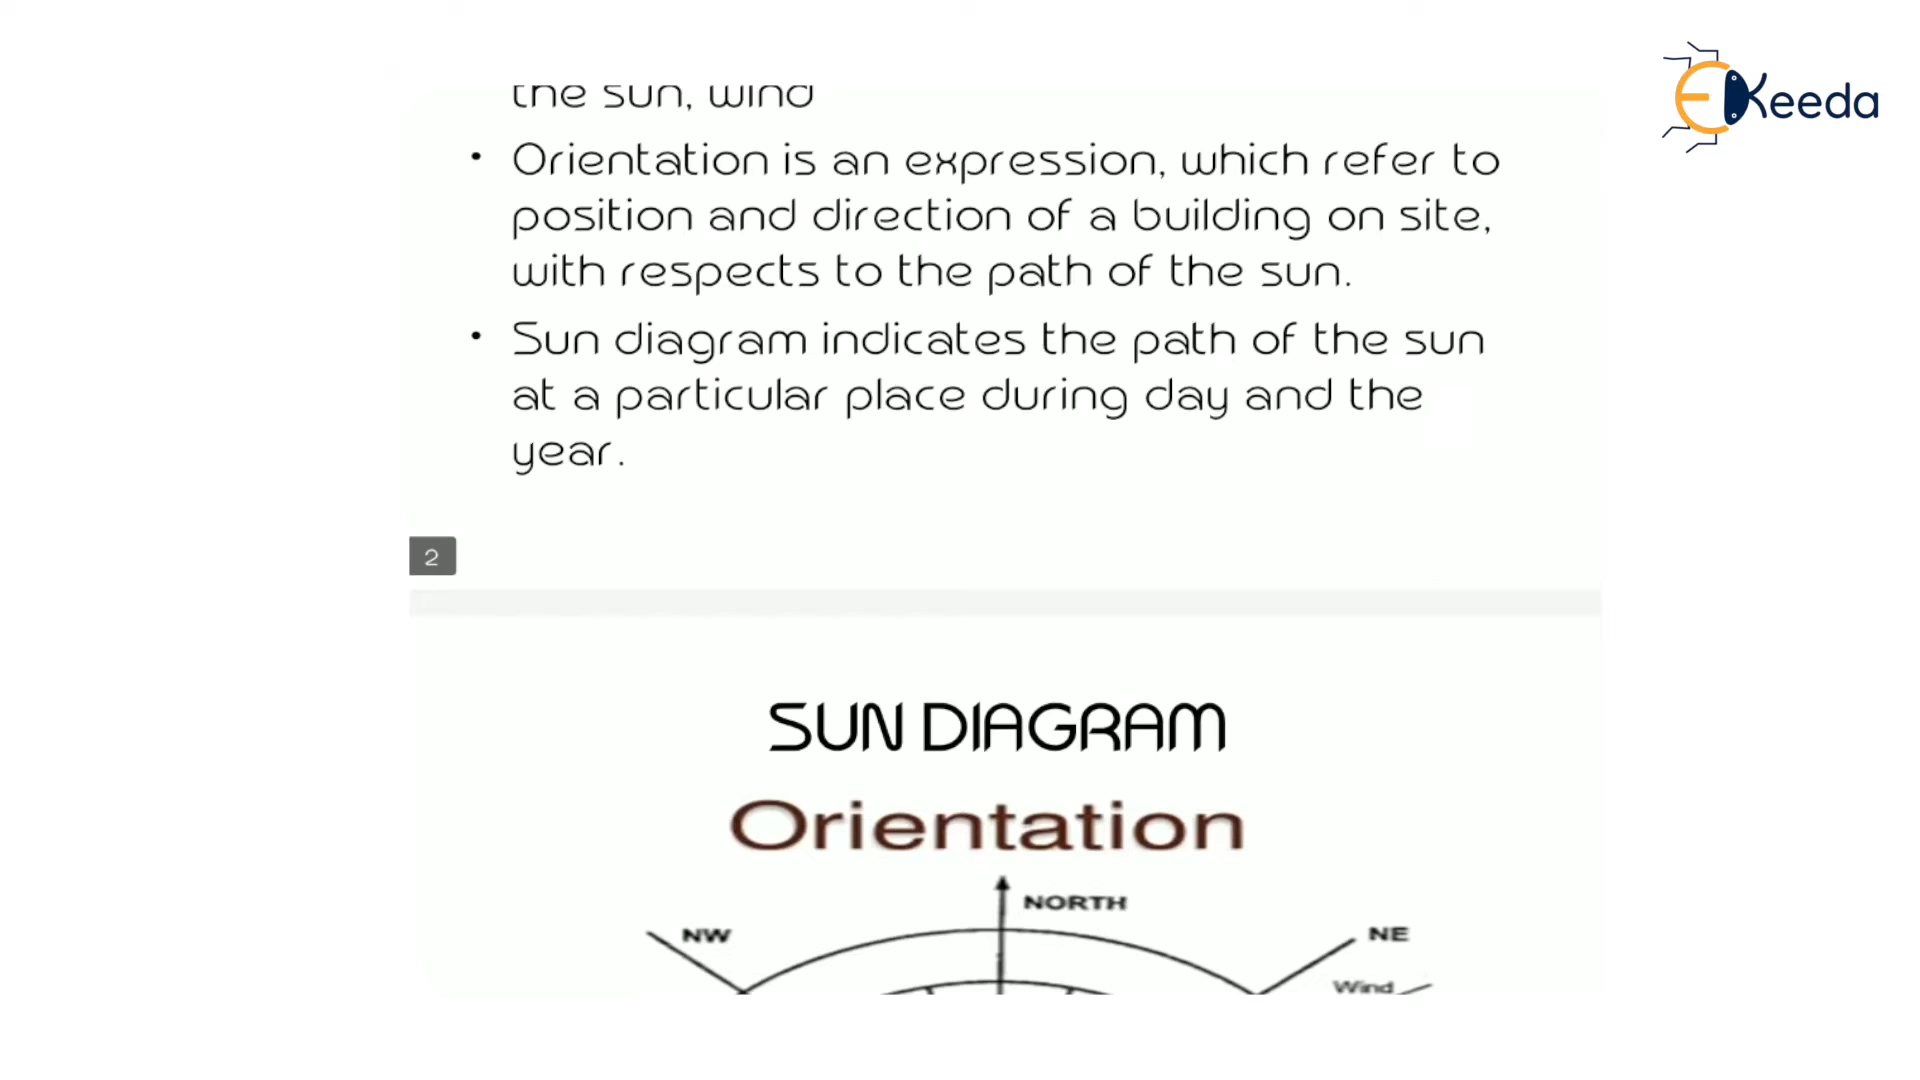 the sun, wind
• Orientation is an expression, which refer to
position and direction of a building on site,
with respects to the path of the sun.
• Sun diagram indicates the path of the sun
at a particular place during day and the
year.
2
SUN DIAGRAM
Orientation
NORTH
NW
NE
Wind
EKeeda